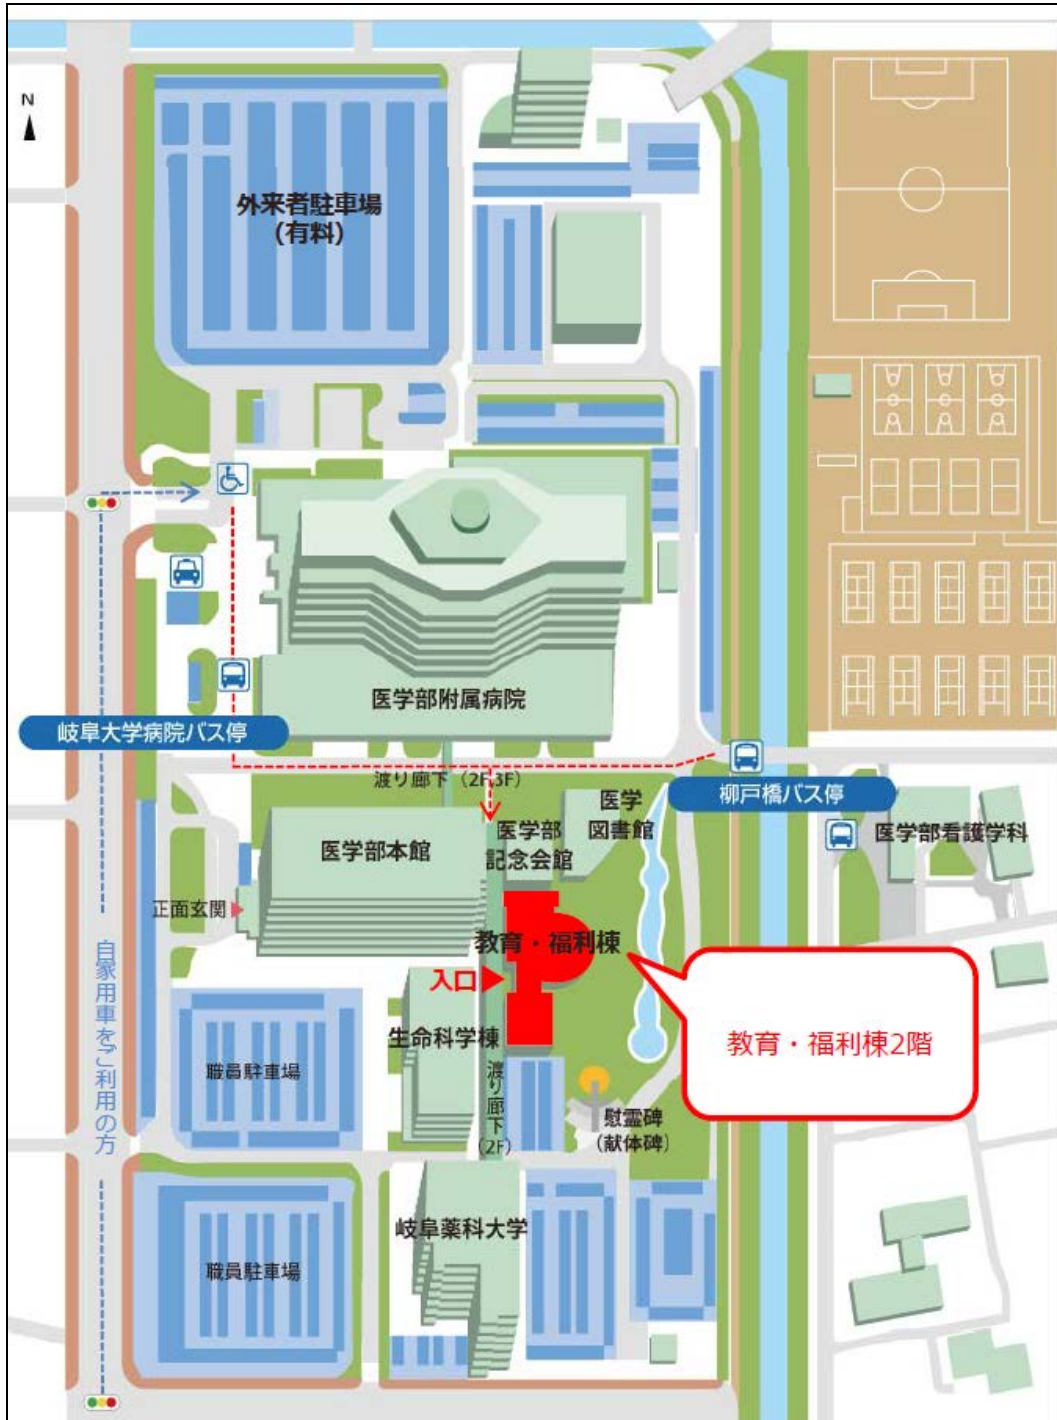 N
外来者駐車場
(有料)
医学部附属病院
岐阜大学病院バス停
渡り廊下（2F,3F）
柳戸橋バス停
医学
図書館
医学部
記念会館
医学部看護学科
医学部本館
正面玄関
教育・福利棟
入口
自家用車をご利用の方
生命科学棟
教育・福利棟2階
職員駐車場
渡り廊下
(2F)
慰霊碑
（献体碑）
岐阜薬科大学
職員駐車場